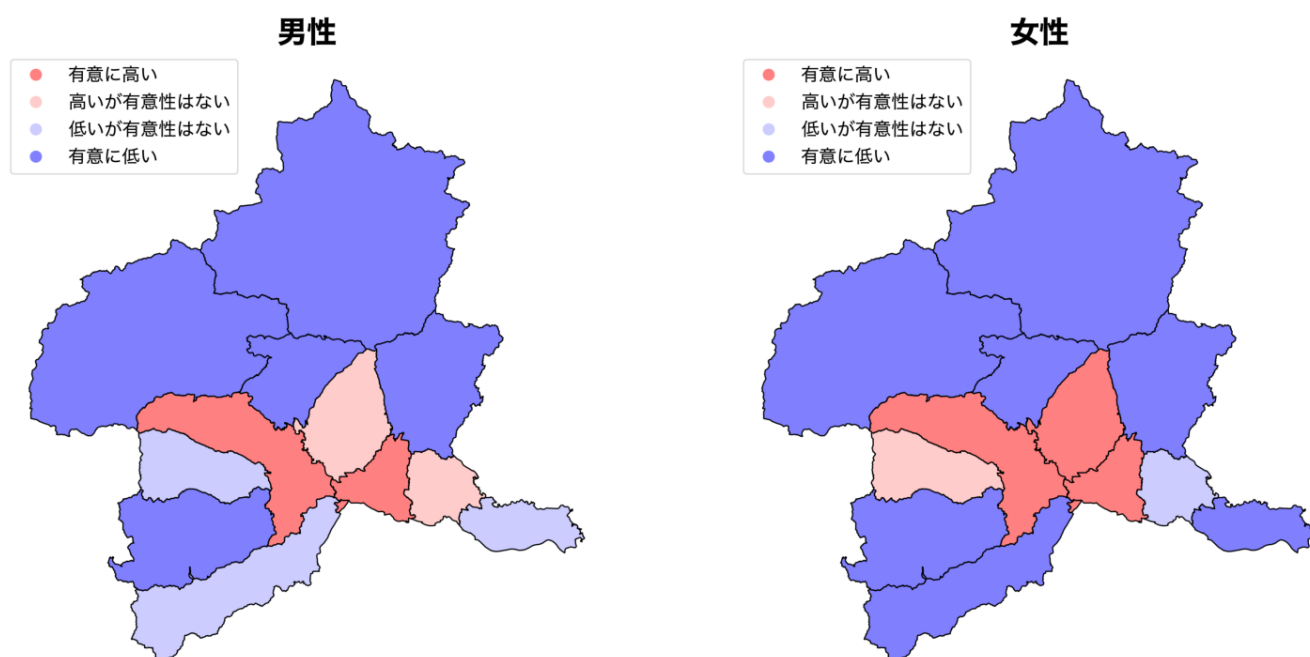 男性
有意に高い
高いが有意性はない
低いが有意性はない
有意に低い
女性
有意に高い
高いが有意性はない
低いが有意性はない
有意に低い